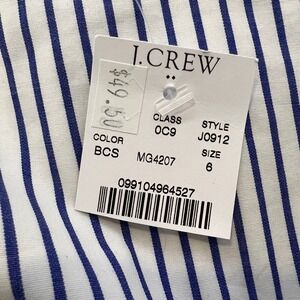 J.CREW
$49.50
CLASS STYLE
0C9 J0912
COLOR SIZE
BCS MG4207 6
099104964527